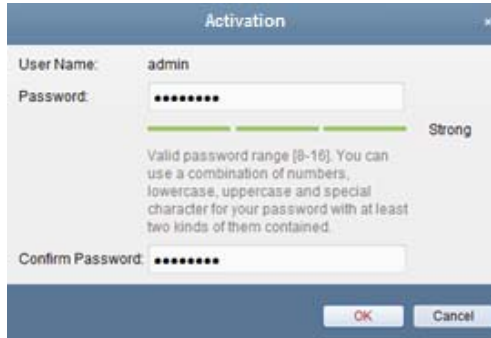 Activation
User Name: admin
Password: ••••••••
Strong
Valid password range [8-16]. You can
use a combination of numbers,
lowercase, uppercase and special
character for your password with at least
two kinds of them contained.
Confirm Password: ••••••••
OK Cancel